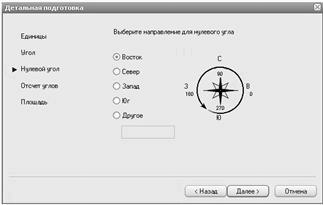 Детальная подготовка
Выберите направление для нулевого угла
Единицы
Угол
Нулевой угол
Отсчет углов
Площадь
Восток
Север
Запад
Юг
Другое
С
90
З
180
В
0
270
Ю
< Назад
Далее >
Отмена